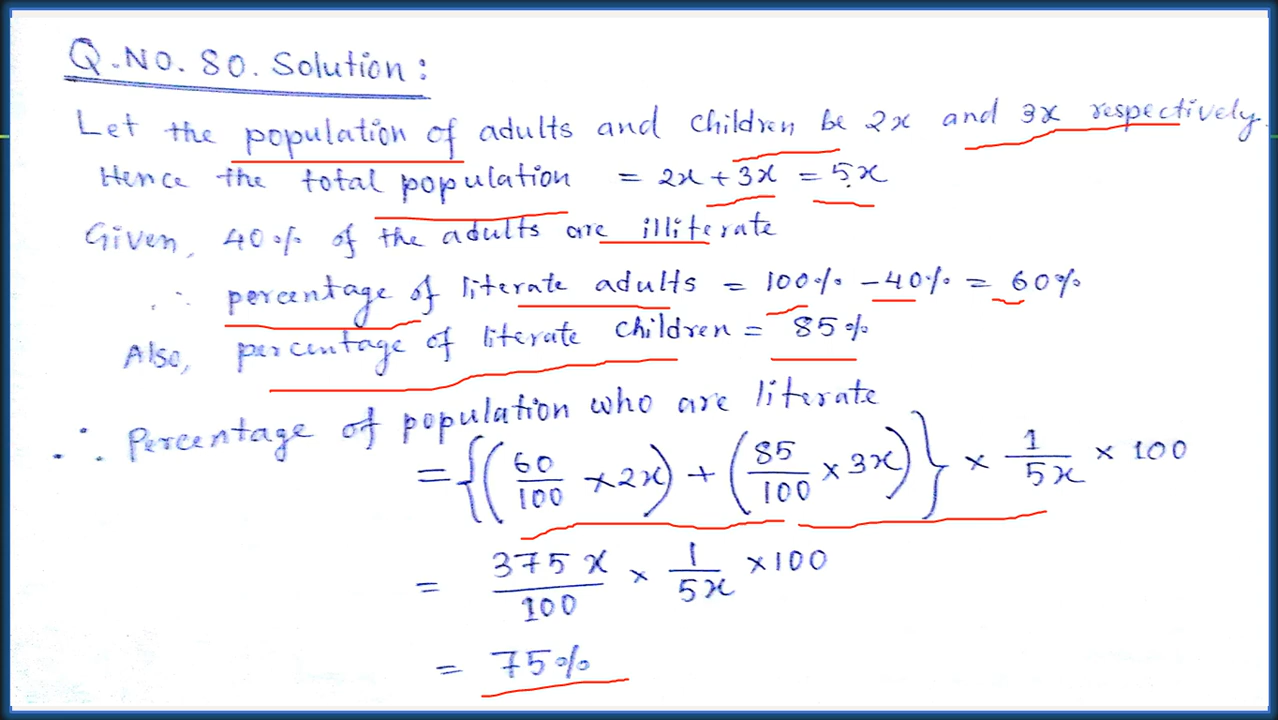 Q.NO. 80. Solution:
Let the population of adults and children be 2x and 3x respectively.
Hence the total population = 2x + 3x = 5x
Given, 40% of the adults are illiterate
∴ percentage of literate adults = 100% - 40% = 60%
Also, percentage of literate children = 85%
∴ Percentage of population who are literate
= {(60/100 × 2x) + (85/100 × 3x)} × 1/5x × 100
= 375x/100 × 1/5x × 100
= 75%